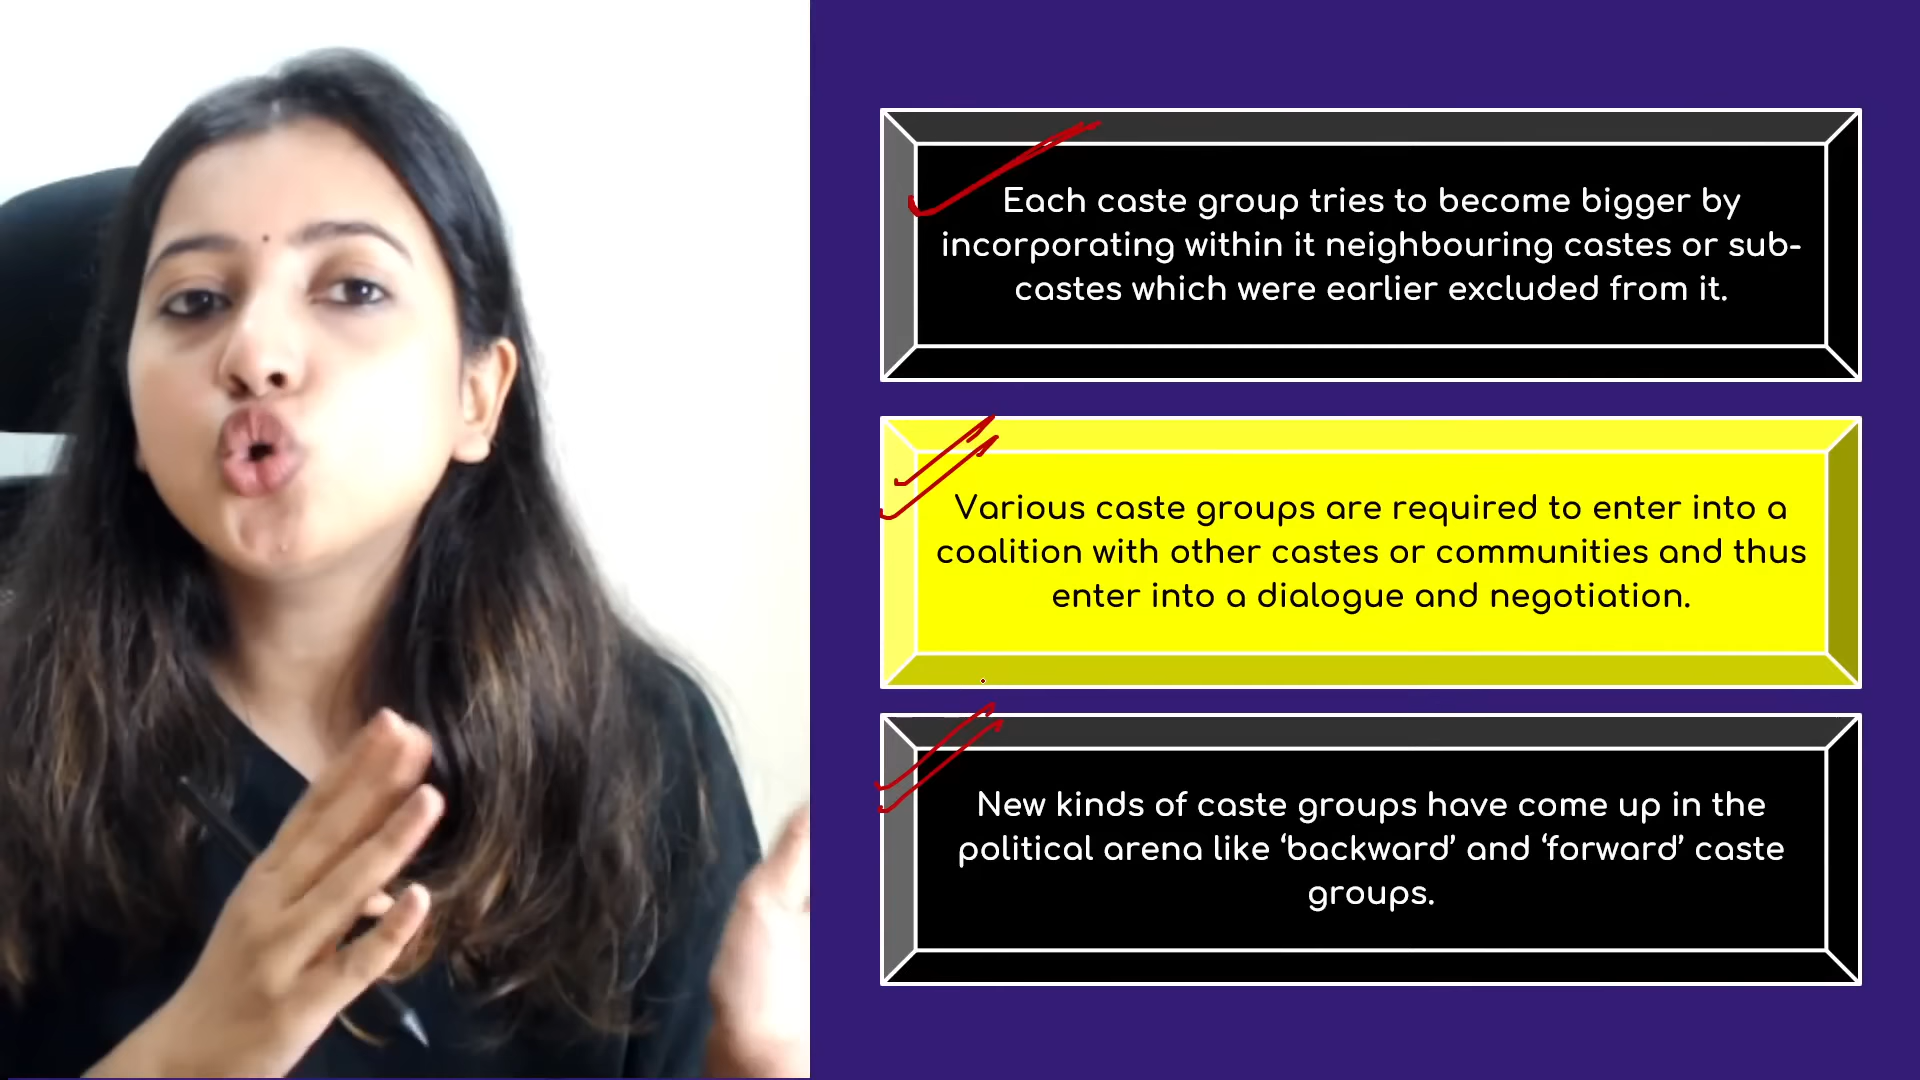 Each caste group tries to become bigger by
incorporating within it neighbouring castes or sub-
castes which were earlier excluded from it.
Various caste groups are required to enter into a
coalition with other castes or communities and thus
enter into a dialogue and negotiation.
New kinds of caste groups have come up in the
political arena like ‘backward’ and ‘forward’ caste
groups.